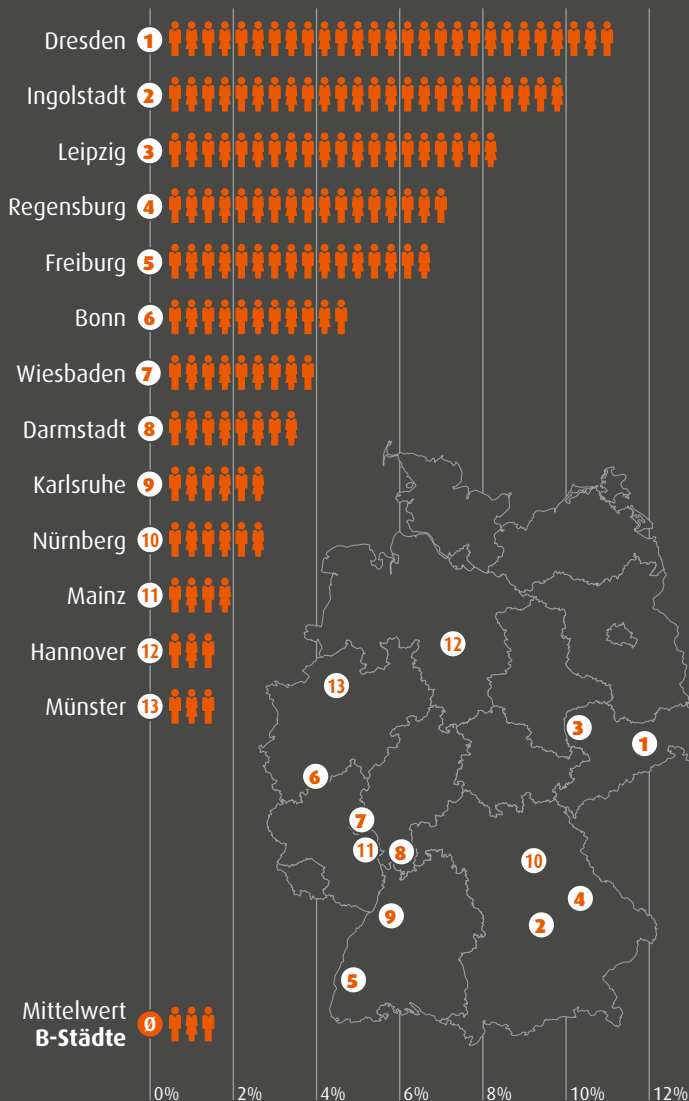 Dresden 1
Ingolstadt 2
Leipzig 3
Regensburg 4
Freiburg 5
Bonn 6
Wiesbaden 7
Darmstadt 8
Karlsruhe 9
Nürnberg 10
Mainz 11
Hannover 12
Münster 13
12
13
3
1
6
7
11
8
10
4
9
2
5
Mittelwert
B-Städte
Ø
0% 2% 4% 6% 8% 10% 12%